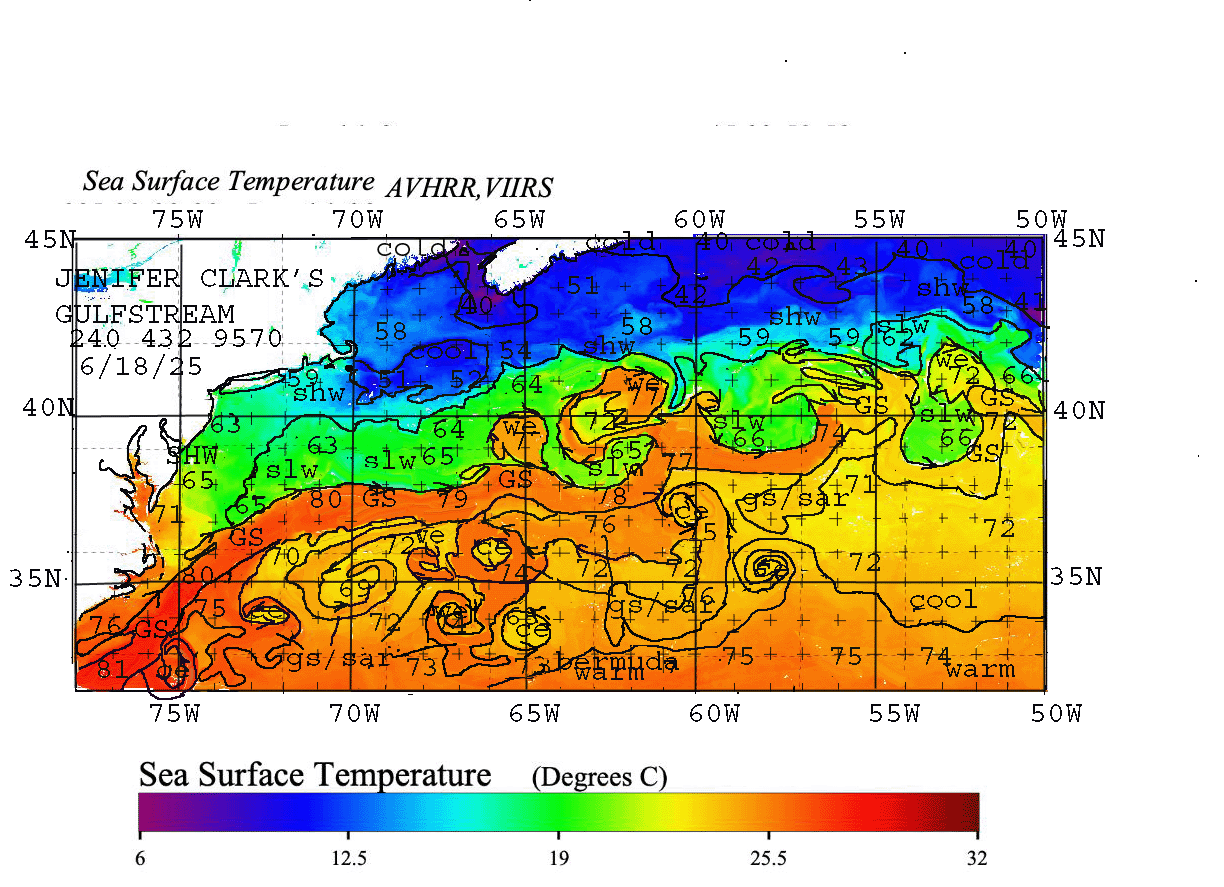 Sea Surface Temperature AVHRR,VIIRS
75W 70W 65W 60W 55W 50W
45N cold cold 40 cold 40 40 45N
cold
JENIFER CLARK'S 42 43
40 51 42 shw 58 41
GULFSTREAM
58 58 shw slw
240 432 9570 59 59 62
cool 54 shw
6/18/25 we
59 51 52 64 we 72 66
shw GS GS
40N 40N
63 64 we 72 slw slw 72
63 66 74 66
SHW slw slw 65 65 77 GS
65 GS slw 71
65 80 GS 79 78 gs/sar
71 ce
GS 76 75 72
70 72 we ce
80 74 72 72 72
35N 69 35N
75 76 cool
76 72 gs/sar
GS ce
gs/sar 73 73 bermuda 75 75 74
81 warm warm
75W 70W 65W 60W 55W 50W
Sea Surface Temperature (Degrees C)
6 12.5 19 25.5 32